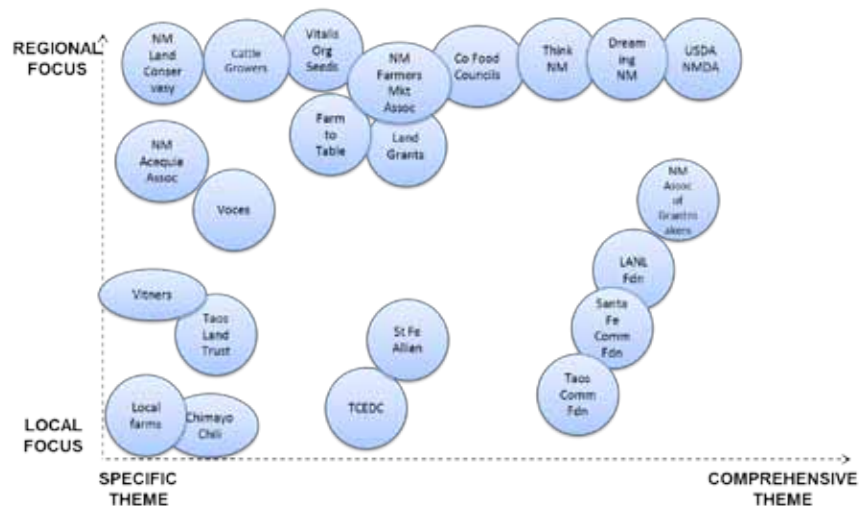 REGIONAL
FOCUS
NM
Land
Conser
vasy
Cattle
Growers
Vitalis
Org
Seeds
NM
Farmers
Mkt
Assoc
Co Food
Councils
Think
NM
Dream
ing
NM
USDA
NMDA
Farm
to
Table
Land
Grants
NM
Acequia
Assoc
Voces
NM
Assoc
of
Grantm
akers
LANL
Fdn
Vitners
Taos
Land
Trust
St Fe
Allian
Santa
Fe
Comm
Fdn
Taos
Comm
Fdn
TCEDC
Local
farms
Chimayo
Chili
LOCAL
FOCUS
SPECIFIC
THEME
COMPREHENSIVE
THEME